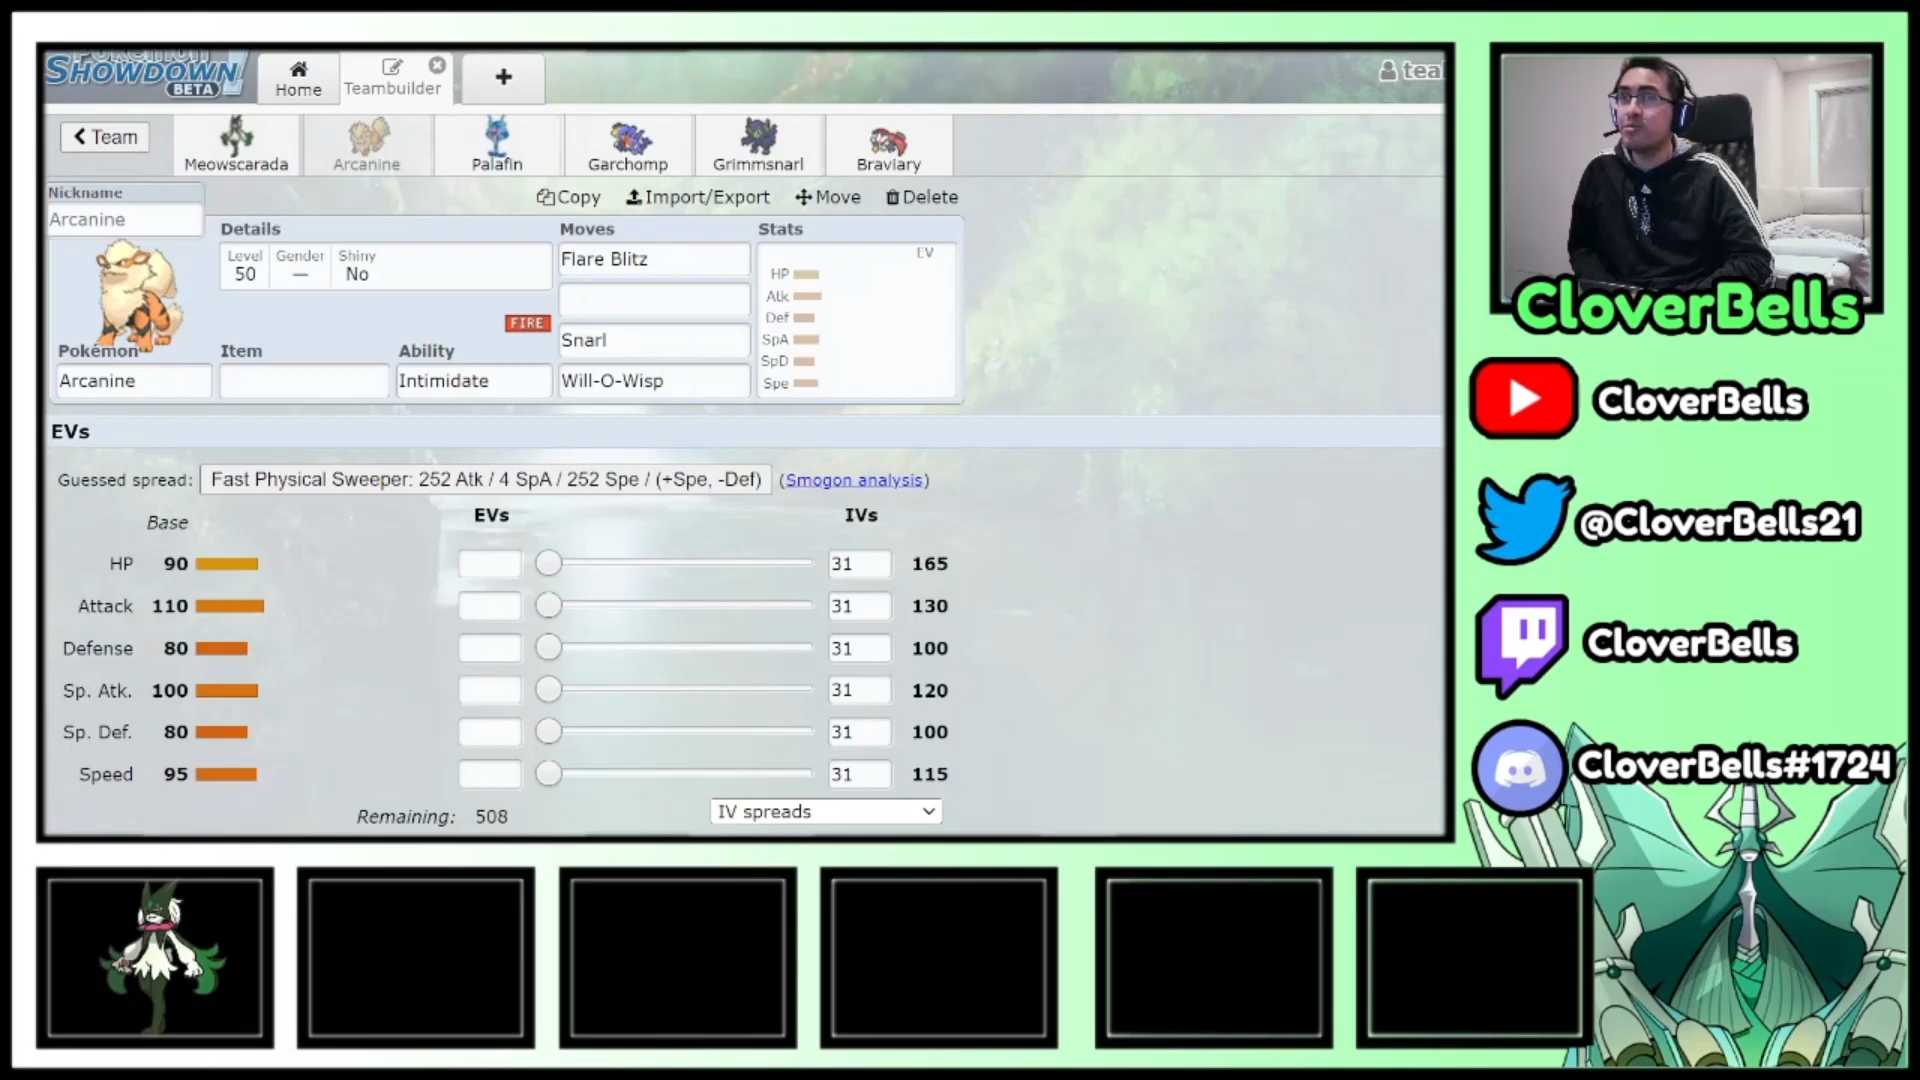 Pokémon
SHOWDOWN!
BETA
Home
Teambuilder
+
teal
Team
Meowscarada
Arcanine
Palafin
Garchomp
Grimmsnarl
Braviary
Copy
Import/Export
Move
Delete
Nickname
Arcanine
Details
Moves
Stats
Level
Gender
Shiny
50
—
No
Flare Blitz
EV
HP
Atk
Def
SpA
SpD
Spe
FIRE
Snarl
Pokémon
Item
Ability
Arcanine
Intimidate
Will-O-Wisp
EVs
Guessed spread: Fast Physical Sweeper: 252 Atk / 4 SpA / 252 Spe / (+Spe, -Def) (Smogon analysis)
Base
EVs
IVs
HP 90 31 165
Attack 110 31 130
Defense 80 31 100
Sp. Atk. 100 31 120
Sp. Def. 80 31 100
Speed 95 31 115
Remaining: 508
IV spreads
CloverBells
CloverBells
@CloverBells21
CloverBells
CloverBells#1724